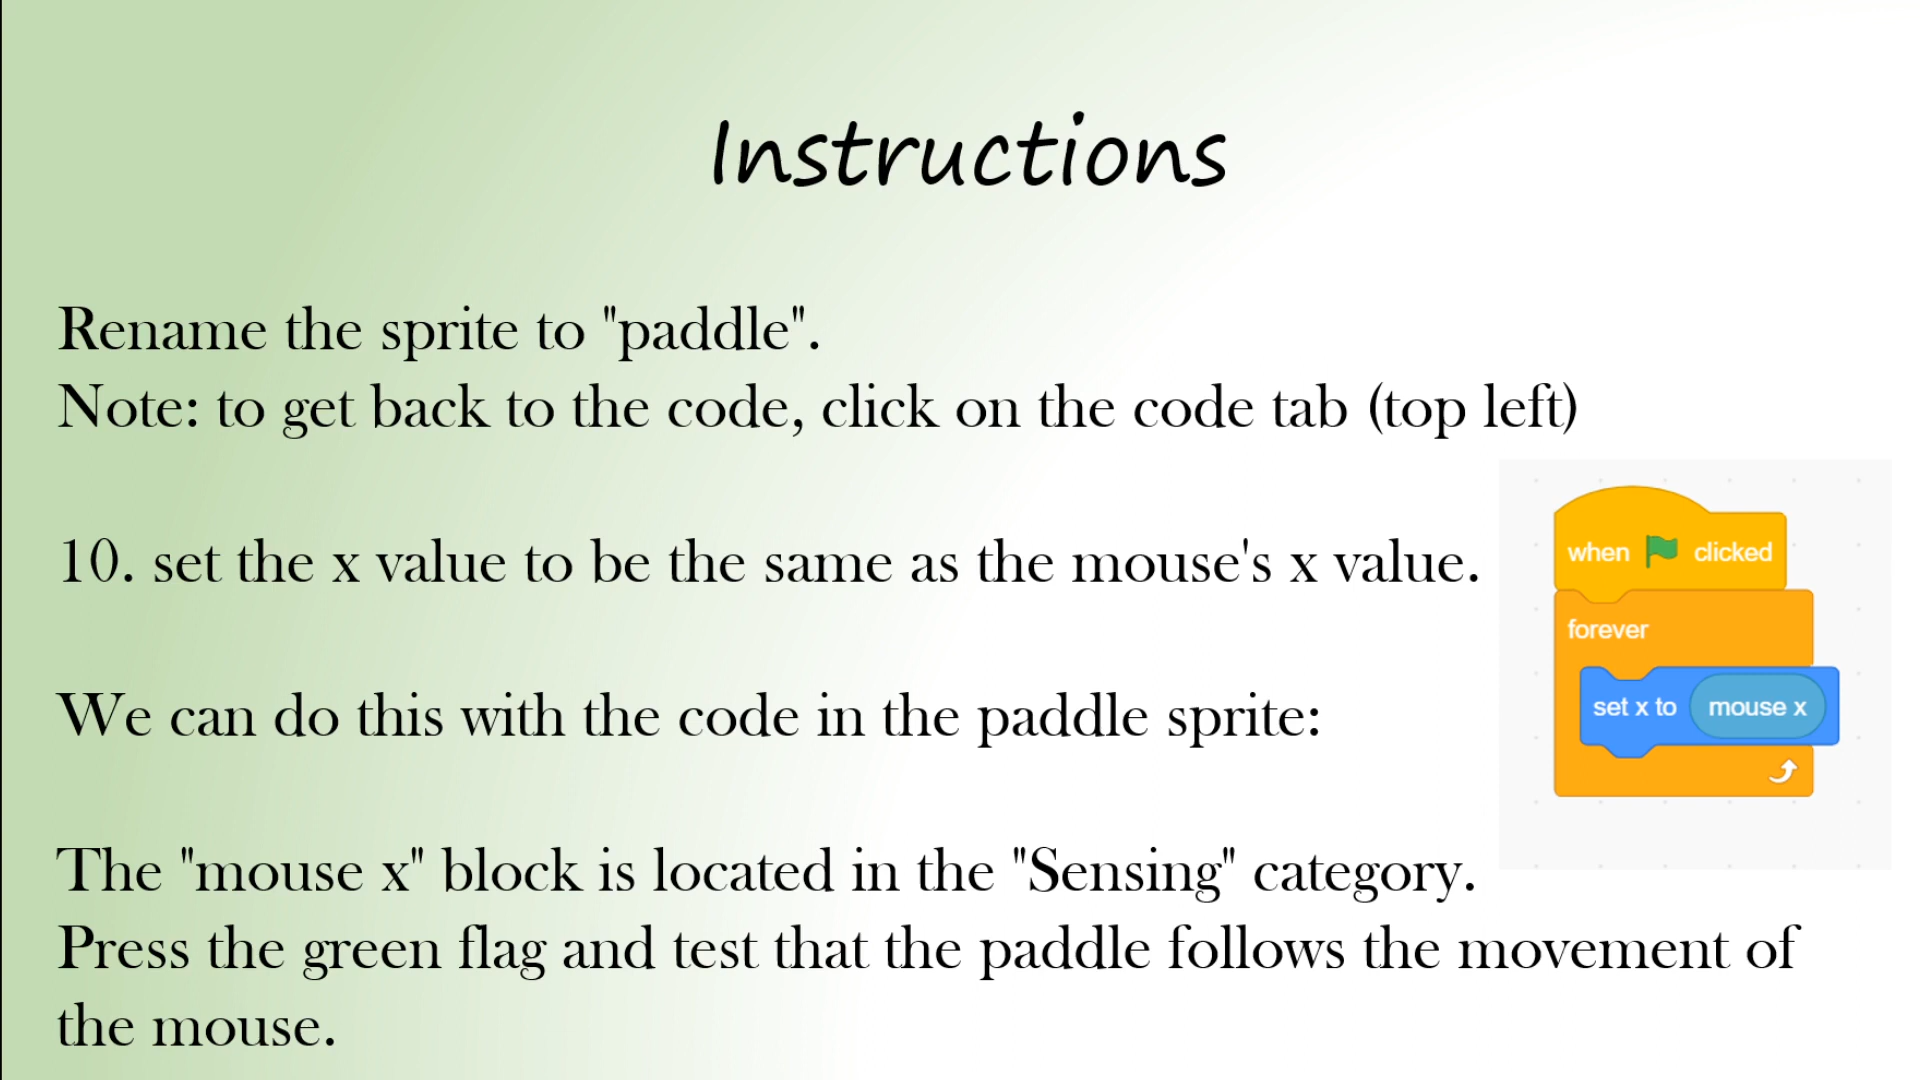 Instructions
Rename the sprite to "paddle".
Note: to get back to the code, click on the code tab (top left)
10. set the x value to be the same as the mouse's x value.
We can do this with the code in the paddle sprite:
when clicked
forever
set x to mouse x
The "mouse x" block is located in the "Sensing" category.
Press the green flag and test that the paddle follows the movement of
the mouse.